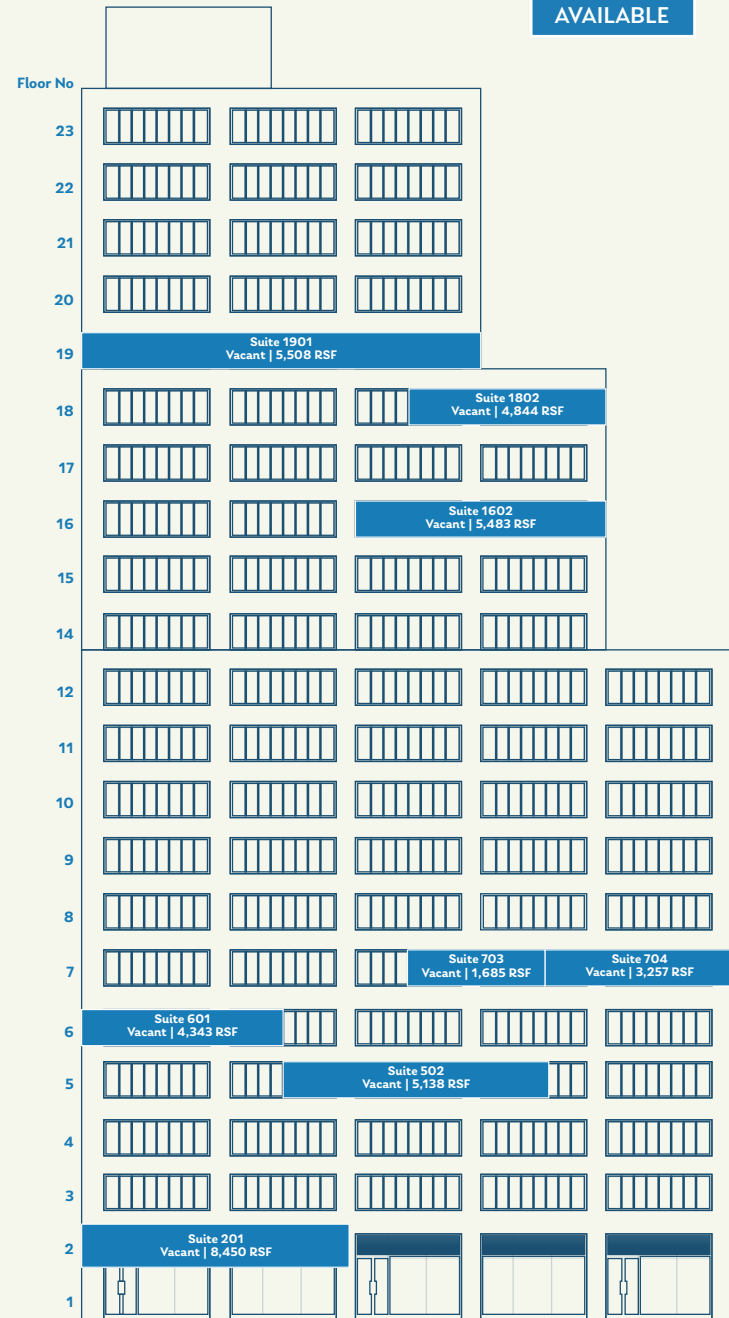 AVAILABLE
Floor No
23
22
21
20
19
Suite 1901
Vacant | 5,508 RSF
18
Suite 1802
Vacant | 4,844 RSF
17
16
Suite 1602
Vacant | 5,483 RSF
15
14
12
11
10
9
8
7
Suite 703
Vacant | 1,685 RSF
Suite 704
Vacant | 3,257 RSF
6
Suite 601
Vacant | 4,343 RSF
5
Suite 502
Vacant | 5,138 RSF
4
3
2
Suite 201
Vacant | 8,450 RSF
1